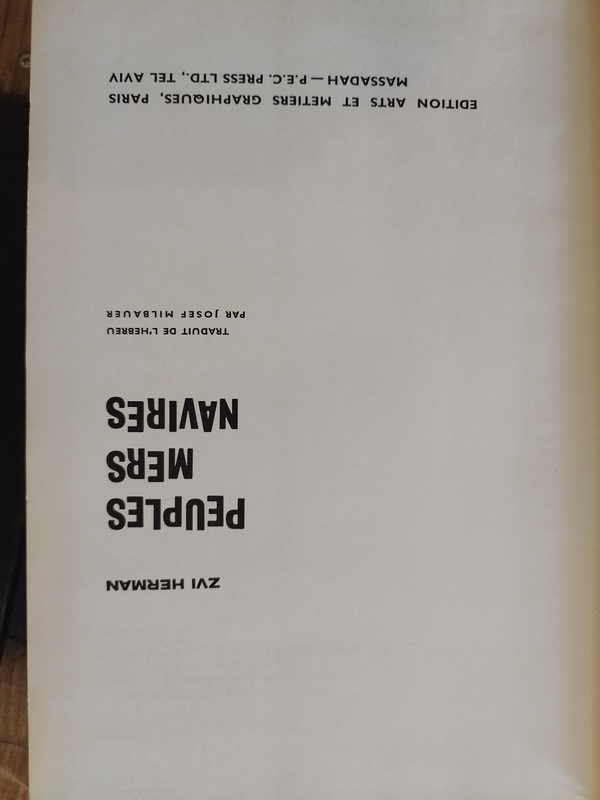 ZVI HERMAN
PEUPLES
MERS
NAVIRES
TRADUIT DE L'HEBREU
PAR JOSEF MILBAUER
EDITION ARTS ET METIERS GRAPHIQUES, PARIS
MASSADAH — P.E.C. PRESS LTD., TEL AVIV